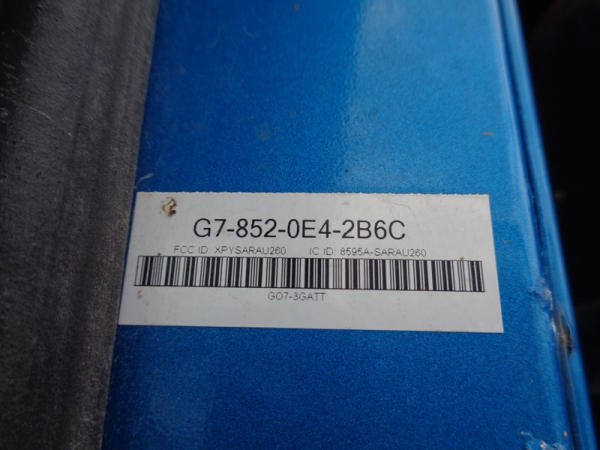 G7-852-0E4-2B6C
FCC ID: XPYSARAU260 IC ID: 8595A-SARAU260
GO7-3GATT